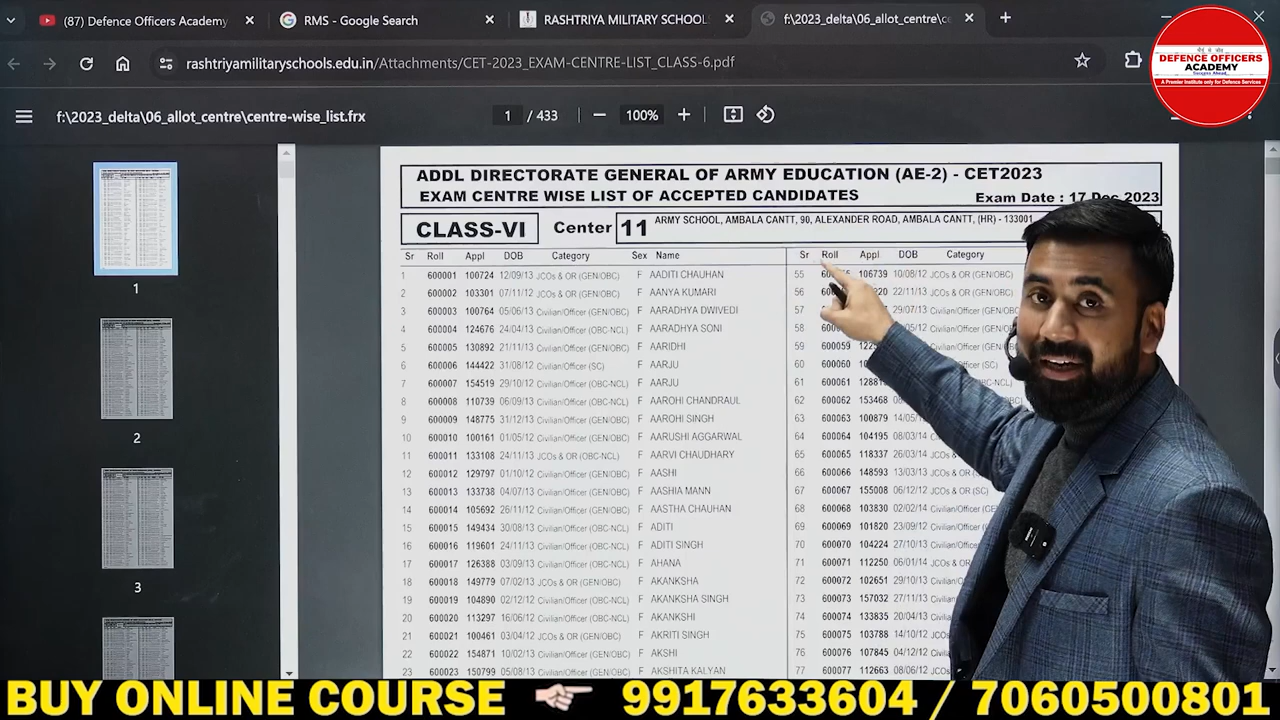 (87) Defence Officers Academy
RMS - Google Search
RASHTRIYA MILITARY SCHOOL
f:\2023_delta\06_allot_centre\ce
rashtriyamilitaryschools.edu.in/Attachment
EXAM-CENTRE-LIST_CLASS-6.pdf
DEFENCE OFFICERS
ACADEMY
Success Ahead...
A Premier Institute only for Defence Services
f:\2023_delta\06_allot_centre\centre-wise_list.frx
1 / 433
100%
ADDL DIRECTORATE GENERAL OF ARMY EDUCATION (AE-2) - CET2023
EXAM CENTRE WISE LIST OF ACCEPTED CANDIDATES
Exam Date : 17 Dec 2023
CLASS-VI Center 11 ARMY SCHOOL, AMBALA CANTT, 90, ALEXANDER ROAD, AMBALA CANTT, (HR) - 133001
Sr Roll Appl DOB Category Sex Name
1 600001 100724 12/09/13 JCOs & OR (GEN/OBC) F AADITI CHAUHAN
2 600002 103301 07/11/12 JCOs & OR (GEN/OBC) F AANYA KUMARI
3 600003 100764 05/06/13 Civilian/Officer (GEN/OBC) F AARADHYA DWIVEDI
4 600004 124676 24/04/13 Civilian/Officer (OBC-NCL) F AARADHYA SONI
5 600005 130892 21/11/13 Civilian/Officer (GEN/OBC) F AARIDHI
6 600006 144422 31/08/12 Civilian/Officer (SC) F AARJU
7 600007 154519 29/10/12 Civilian/Officer (OBC-NCL) F AARJU
8 600008 110739 06/09/13 Civilian/Officer (OBC-NCL) F AAROHI CHANDRAUL
9 600009 148775 31/12/13 Civilian/Officer (GEN/OBC) F AAROHI SINGH
10 600010 100161 01/05/12 Civilian/Officer (GEN/OBC) F AARUSHI AGGARWAL
11 600011 133108 24/11/13 JCOs & OR (OBC-NCL) F AARVI CHAUDHARY
12 600012 129797 01/10/12 Civilian/Officer (GEN/OBC) F AASHI
13 600013 133738 04/07/13 Civilian/Officer (GEN/OBC) F AASHIA MANN
14 600014 105692 26/11/12 Civilian/Officer (GEN/OBC) F AASTHA CHAUHAN
15 600015 149434 30/08/13 Civilian/Officer (OBC-NCL) F ADITI
16 600016 119601 24/11/13 Civilian/Officer (OBC-NCL) F ADITI SINGH
17 600017 126388 03/09/13 Civilian/Officer (OBC-NCL) F AHANA
18 600018 149779 07/02/13 JCOs & OR (GEN/OBC) F AKANKSHA
19 600019 104890 02/12/12 Civilian/Officer (OBC-NCL) F AKANKSHA SINGH
20 600020 113297 16/06/12 Civilian/Officer (OBC-NCL) F AKANKSHI
21 600021 100461 03/04/12 JCOs & OR (GEN/OBC) F AKRITI SINGH
22 600022 154871 10/07/12 JCOs & OR (GEN/OBC) F AKSHI
23 600023 150799 05/08/13 Civilian/Officer (GEN/OBC) F AKSHITA KALYAN
Sr Roll Appl DOB Category
55 106739 10/08/12 JCOs & OR (GEN/OBC)
56 22/11/13 JCOs & OR (GEN/OBC)
57 29/07/13 Civilian/Officer (GEN/OBC)
JCOs & OR (GEN/OBC)
59 600059
60 600060
61 600061
62 600062 153468
63 600063 100879 14/05/
64 600064 104195 08/03/14
65 600065 118337 26/03/14
66 600066 148593 13/03/13
67 600067 155008 06/12/12 JCOs & OR (SC)
68 600068 103830 02/02/14
69 600069 101820 23/09/12
70 600070 104224 27/10/13
71 600071 112250 06/01/14
72 600072 102651 29/10/13
73 600073 157032 27/11/13
74 600074 133835 20/04/13
75 600075 103788 14/10/12
76 600076 107845 04/12/12
77 600077 112663 08/06/12
1
2
3
BUY ONLINE COURSE 9917633604 / 7060500801